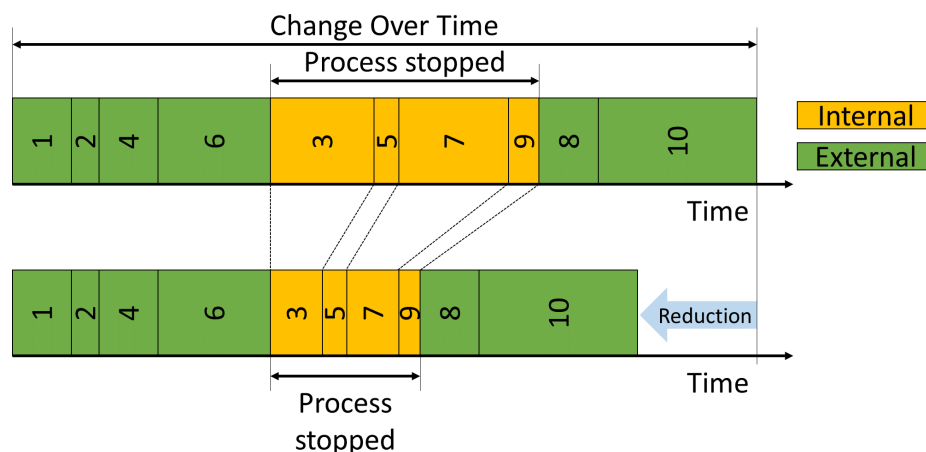 Change Over Time
Process stopped
1 2 4 6 3 5 7 9 8 10
Internal
External
Time
1 2 4 6 3 5 7 9 8 10
Reduction
Time
Process
stopped